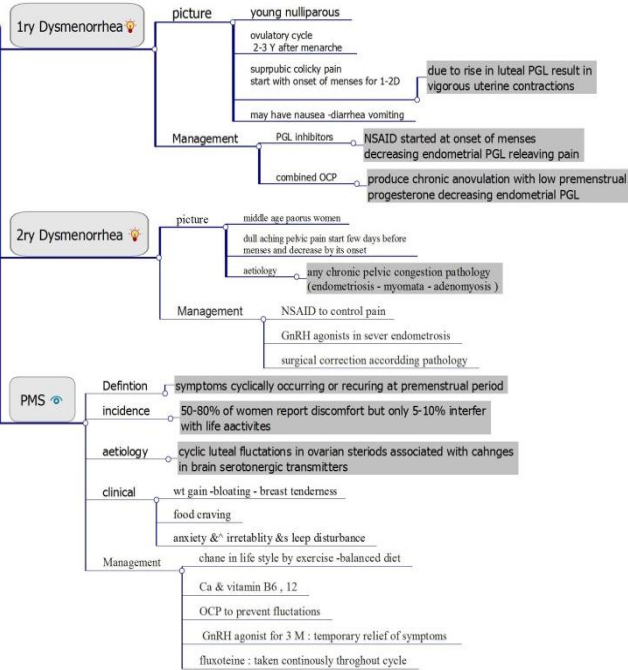 1ry Dysmenorrhea
picture
young nulliparous
ovulatory cycle
2-3 Y after menarche
suprpubic colicky pain
start with onset of menses for 1-2D
due to rise in luteal PGL result in
vigorous uterine contractions
may have nausea -diarrhea vomiting
Management
PGL inhibitors
NSAID started at onset of menses
decreasing endometrial PGL releaving pain
combined OCP
produce chronic anovulation with low premenstrual
progesterone decreasing endometrial PGL
2ry Dysmenorrhea
picture
middle age paorus women
dull aching pelvic pain start few days before
menses and decrease by its onset
aetiology
any chronic pelvic congestion pathology
(endometriosis - myomata - adenomyosis )
Management
NSAID to control pain
GnRH agonists in sever endometrosis
surgical correction accordding pathology
PMS
Defintion
symptoms cyclically occurring or recuring at premenstrual period
incidence
50-80% of women report discomfort but only 5-10% interfer
with life aactivites
aetiology
cyclic luteal fluctations in ovarian steriods associated with cahnges
in brain serotonergic transmitters
clinical
wt gain -bloating - breast tenderness
food craving
anxiety &^ irretablity &s leep disturbance
Management
chane in life style by exercise -balanced diet
Ca & vitamin B6 , 12
OCP to prevent fluctations
GnRH agonist for 3 M : temporary relief of symptoms
fluxoteine : taken continously throghout cycle